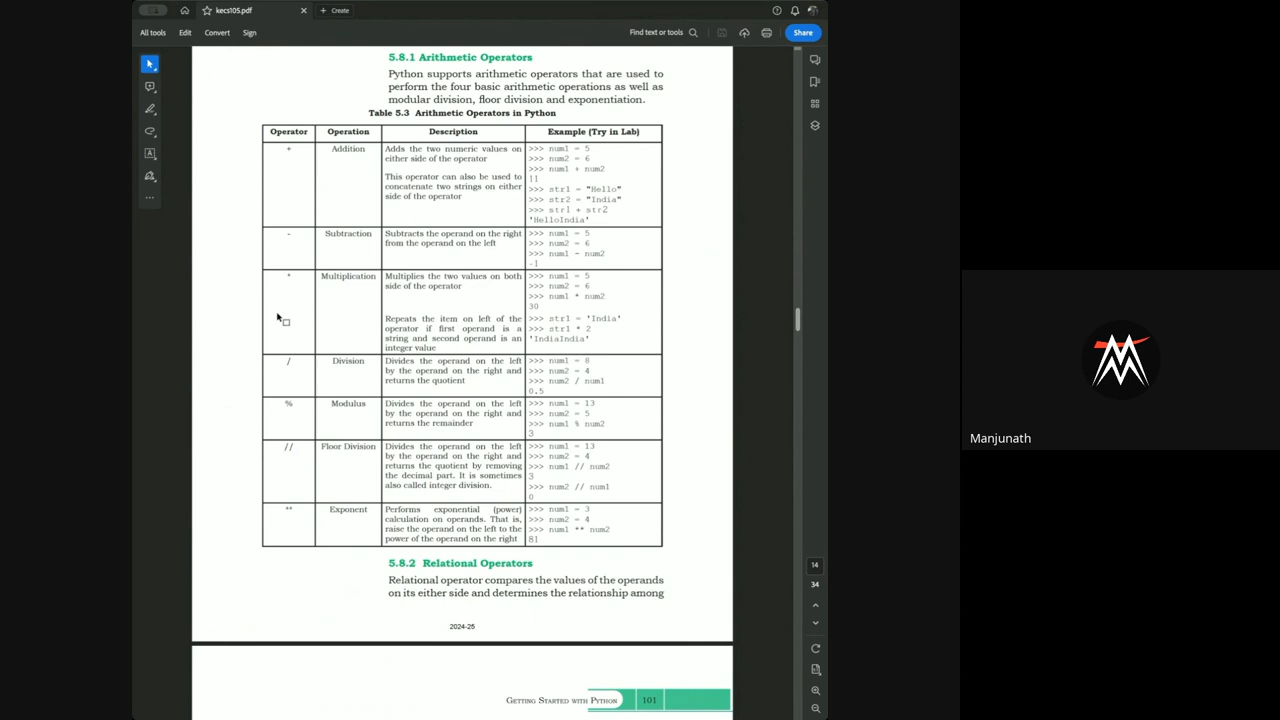 kecs105.pdf
Create
All tools
Edit
Convert
Sign
Find text or tools
Share
5.8.1 Arithmetic Operators
Python supports arithmetic operators that are used to
perform the four basic arithmetic operations as well as
modular division, floor division and exponentiation.
Table 5.3 Arithmetic Operators in Python
Operator Operation Description Example (Try in Lab)
+ Addition
Adds the two numeric values on
either side of the operator
This operator can also be used to
concatenate two strings on either
side of the operator
>>> num1 = 5
>>> num2 = 6
>>> num1 + num2
11
>>> str1 = "Hello"
>>> str2 = "India"
>>> str1 + str2
'HelloIndia'
- Subtraction
Subtracts the operand on the right
from the operand on the left
>>> num1 = 5
>>> num2 = 6
>>> num1 - num2
-1
* Multiplication
Multiplies the two values on both
side of the operator
Repeats the item on left of the
operator if first operand is a
string and second operand is an
integer value
>>> num1 = 5
>>> num2 = 6
>>> num1 * num2
30
>>> str1 = 'India'
>>> str1 * 2
'IndiaIndia'
/ Division
Divides the operand on the left
by the operand on the right and
returns the quotient
>>> num1 = 8
>>> num2 = 4
>>> num2 / num1
0.5
% Modulus
Divides the operand on the left
by the operand on the right and
returns the remainder
>>> num1 = 13
>>> num2 = 5
>>> num1 % num2
3
// Floor Division
Divides the operand on the left
by the operand on the right and
returns the quotient by removing
the decimal part. It is sometimes
also called integer division.
>>> num1 = 13
>>> num2 = 4
>>> num1 // num2
3
>>> num2 // num1
0
** Exponent
Performs exponential (power)
calculation on operands. That is,
raise the operand on the left to the
power of the operand on the right
>>> num1 = 3
>>> num2 = 4
>>> num1 ** num2
81
5.8.2 Relational Operators
Relational operator compares the values of the operands
on its either side and determines the relationship among
2024-25
Getting Started with Python 101
14
34
Manjunath